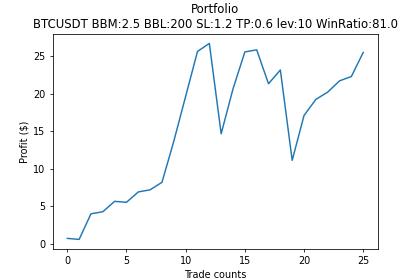 Portfolio
BTCUSDT BBM:2.5 BBL:200 SL:1.2 TP:0.6 lev:10 WinRatio:81.0
25
20
15
10
5
0
Profit ($)
0 5 10 15 20 25
Trade counts